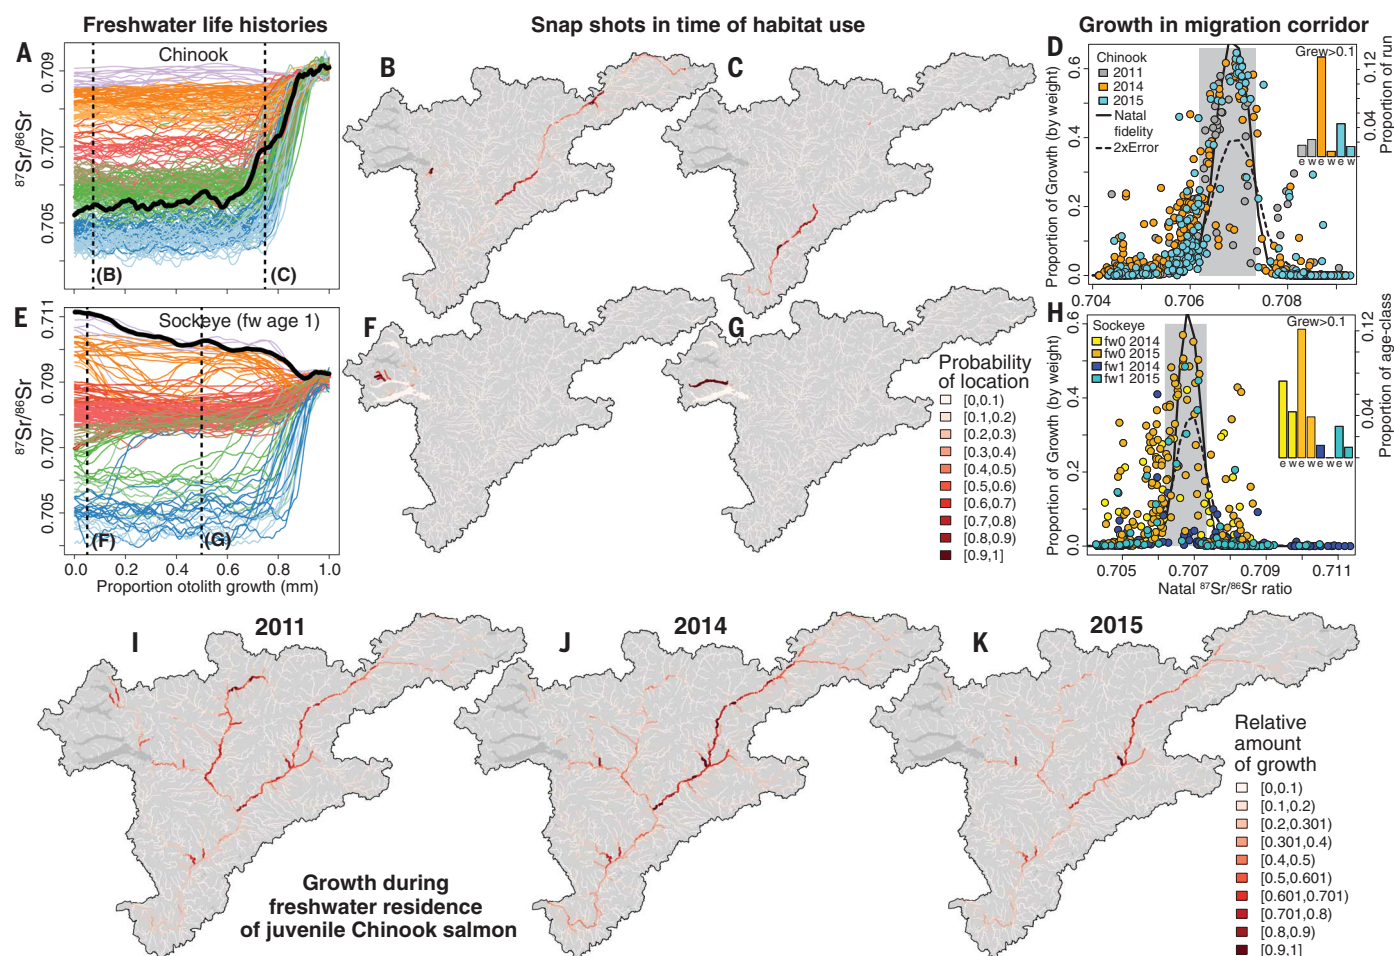 Freshwater life histories
Snap shots in time of habitat use
Growth in migration corridor
A
Chinook
0.709
0.707
0.705
87Sr/86Sr
(B)
(C)
B
C
D
Grew>0.1
Chinook
2011
2014
2015
Natal
fidelity
2xError
0.6
0.4
0.2
0.0
Proportion of Growth (by weight)
0.704
0.706
0.708
0.12
0.04
Proportion of run
e w e w e w
E
Sockeye (fw age 1)
0.711
0.709
0.707
0.705
87Sr/86Sr
(F)
(G)
0.0 0.2 0.4 0.6 0.8 1.0
Proportion otolith growth (mm)
F
G
Probability
of location
[0,0.1)
[0.1,0.2)
[0.2,0.3)
[0.3,0.4)
[0.4,0.5)
[0.5,0.6)
[0.6,0.7)
[0.7,0.8)
[0.8,0.9)
[0.9,1]
H
Grew>0.1
Sockeye
fw0 2014
fw0 2015
fw1 2014
fw1 2015
0.6
0.4
0.2
0.0
Proportion of Growth (by weight)
0.705
0.707
0.709
0.711
Natal 87Sr/86Sr ratio
0.12
0.04
Proportion of age-class
e w e w e w e w
I
2011
J
2014
K
2015
Growth during
freshwater residence
of juvenile Chinook salmon
Relative
amount
of growth
[0,0.1)
[0.1,0.2)
[0.2,0.301)
[0.301,0.4)
[0.4,0.5)
[0.5,0.601)
[0.601,0.701)
[0.701,0.8)
[0.8,0.9)
[0.9,1]